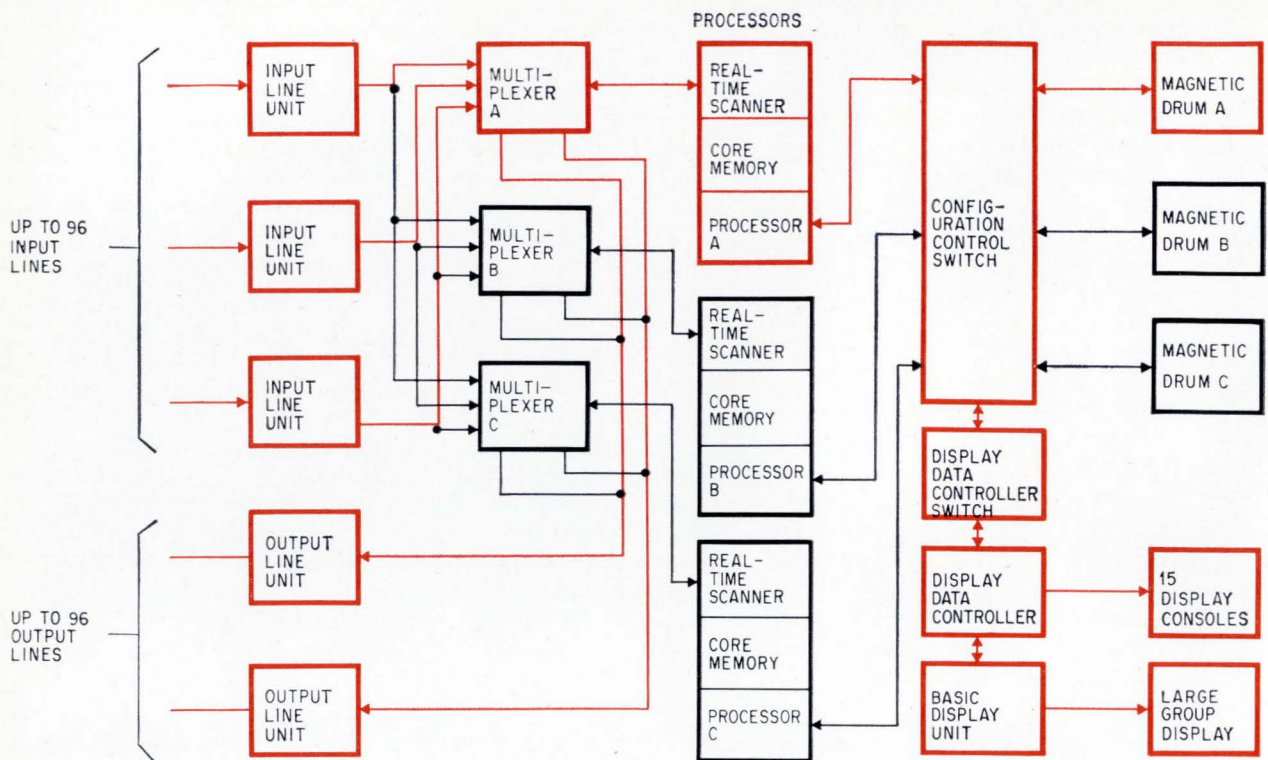 PROCESSORS
UP TO 96
INPUT
LINES
INPUT
LINE
UNIT
INPUT
LINE
UNIT
INPUT
LINE
UNIT
UP TO 96
OUTPUT
LINES
OUTPUT
LINE
UNIT
OUTPUT
LINE
UNIT
MULTI-
PLEXER
A
MULTI-
PLEXER
B
MULTI-
PLEXER
C
REAL-
TIME
SCANNER
CORE
MEMORY
PROCESSOR
A
REAL-
TIME
SCANNER
CORE
MEMORY
PROCESSOR
B
REAL-
TIME
SCANNER
CORE
MEMORY
PROCESSOR
C
CONFIG-
URATION
CONTROL
SWITCH
DISPLAY
DATA
CONTROLLER
SWITCH
DISPLAY
DATA
CONTROLLER
BASIC
DISPLAY
UNIT
MAGNETIC
DRUM A
MAGNETIC
DRUM B
MAGNETIC
DRUM C
15
DISPLAY
CONSOLES
LARGE
GROUP
DISPLAY